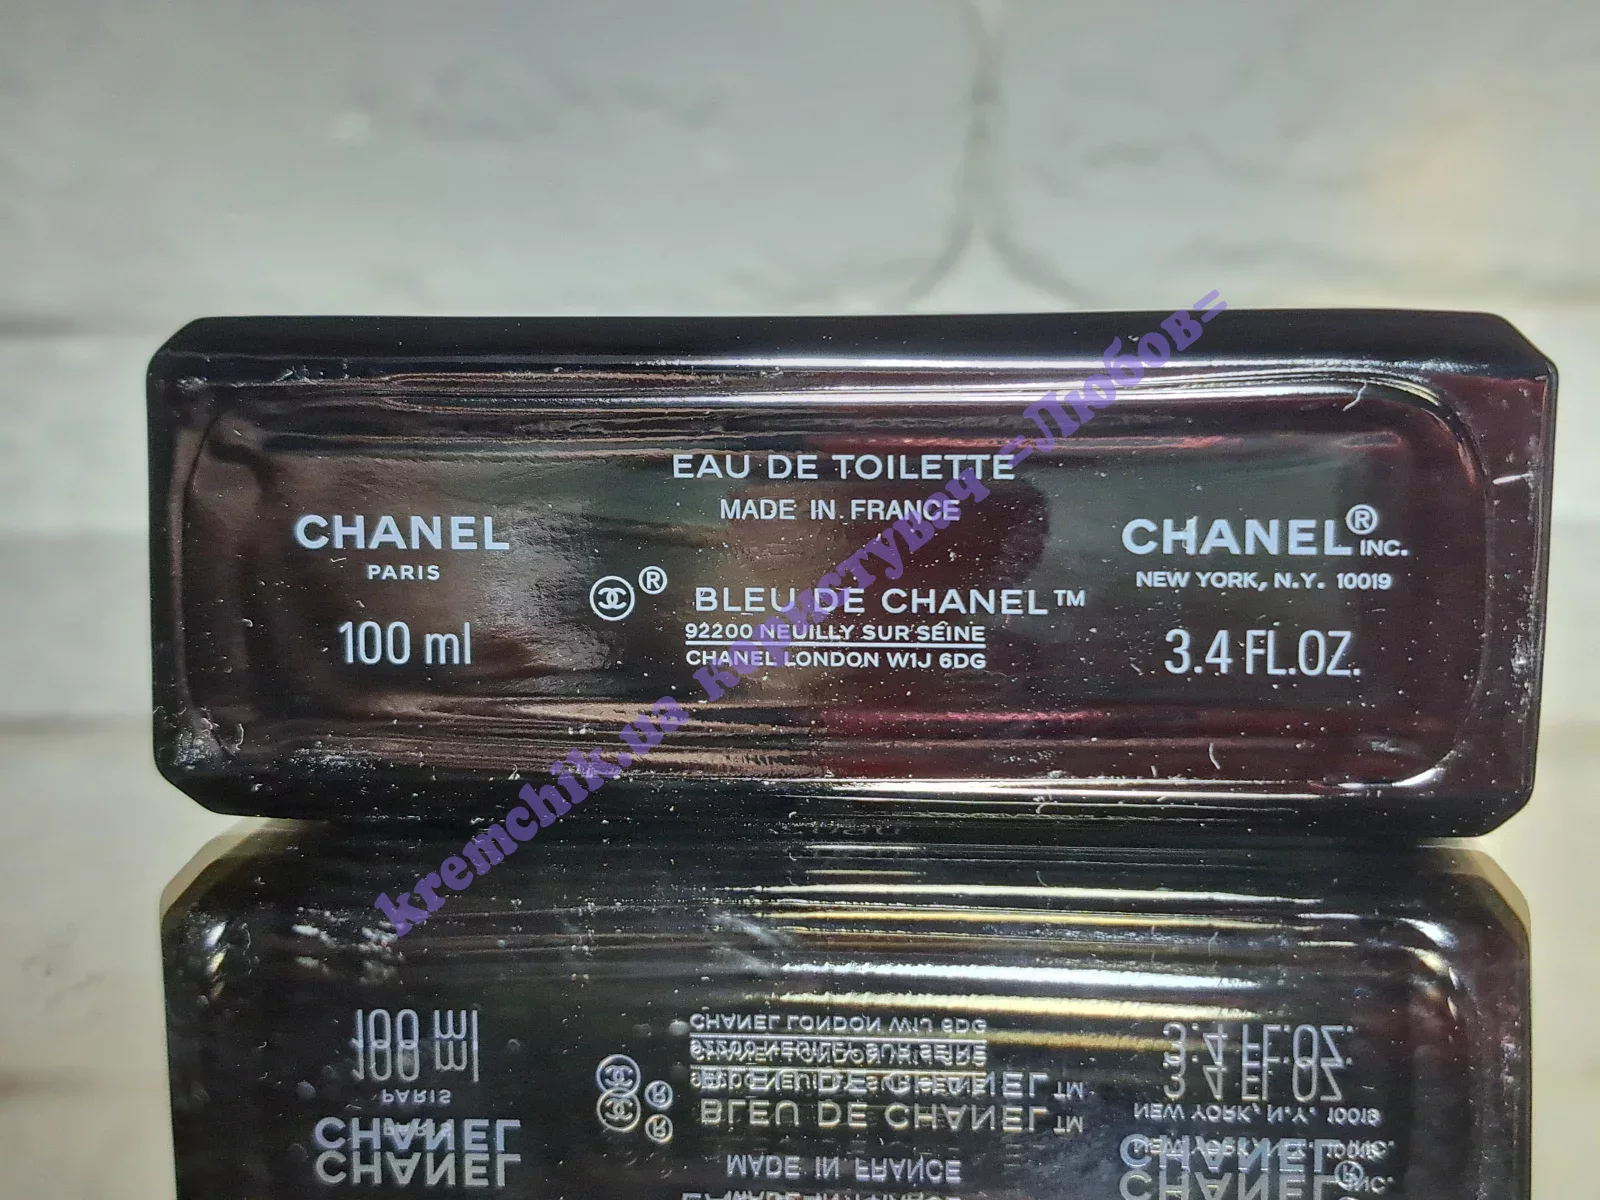 EAU DE TOILETTE
MADE IN FRANCE
CHANEL
PARIS
100 ml
® BLEU DE CHANEL™
92200 NEUILLY SUR SEINE
CHANEL LONDON W1J 6DG
CHANEL® INC.
NEW YORK, N.Y. 10019
3.4 FL.OZ.
kremchik.ua користувач =Любов=